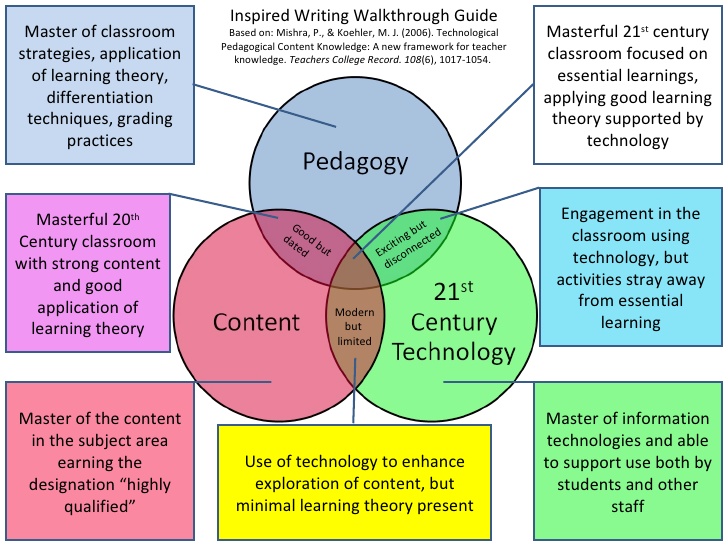 Inspired Writing Walkthrough Guide
Based on: Mishra, P., & Koehler, M. J. (2006). Technological
Pedagogical Content Knowledge: A new framework for teacher
knowledge. Teachers College Record. 108(6), 1017-1054.
Master of classroom
strategies, application
of learning theory,
differentiation
techniques, grading
practices
Masterful 21st century
classroom focused on
essential learnings,
applying good learning
theory supported by
technology
Pedagogy
Masterful 20th
Century classroom
with strong content
and good
application of
learning theory
Good but
dated
Exciting but
disconnected
Engagement in the
classroom using
technology, but
activities stray away
from essential
learning
Content
Modern
but
limited
21st
Century
Technology
Master of the content
in the subject area
earning the
designation “highly
qualified”
Use of technology to enhance
exploration of content, but
minimal learning theory present
Master of information
technologies and able
to support use both by
students and other
staff